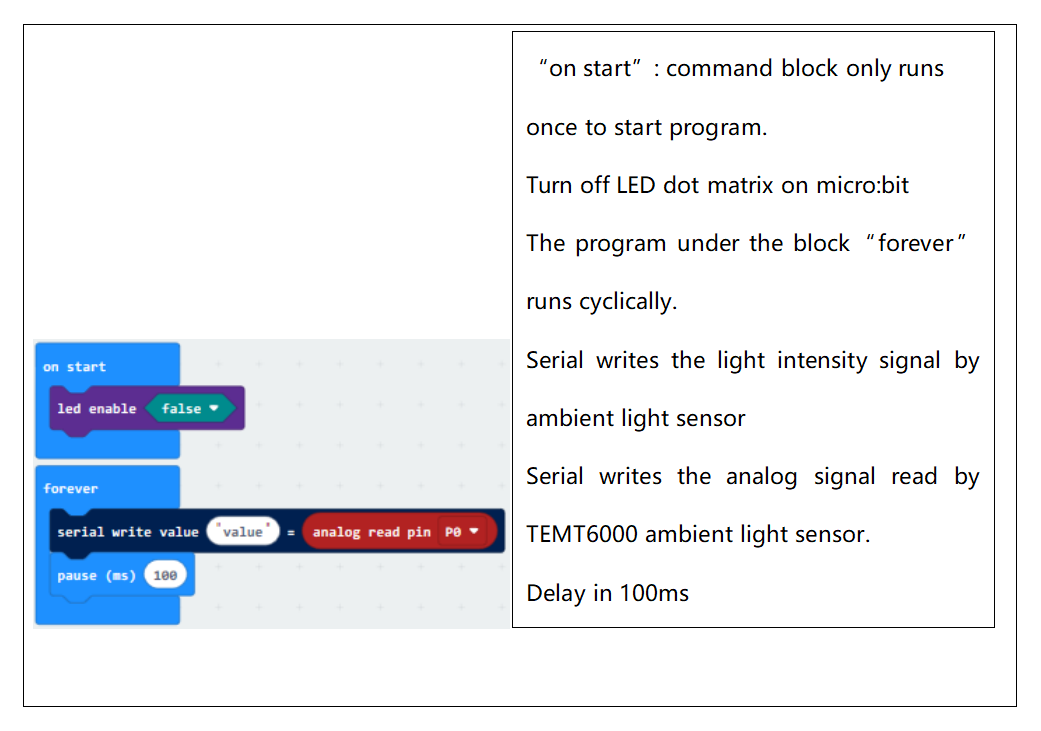 on start
led enable false
forever
serial write value "value" = analog read pin P0
pause (ms) 100
“on start” : command block only runs
once to start program.
Turn off LED dot matrix on micro:bit
The program under the block “forever”
runs cyclically.
Serial writes the light intensity signal by
ambient light sensor
Serial writes the analog signal read by
TEMT6000 ambient light sensor.
Delay in 100ms